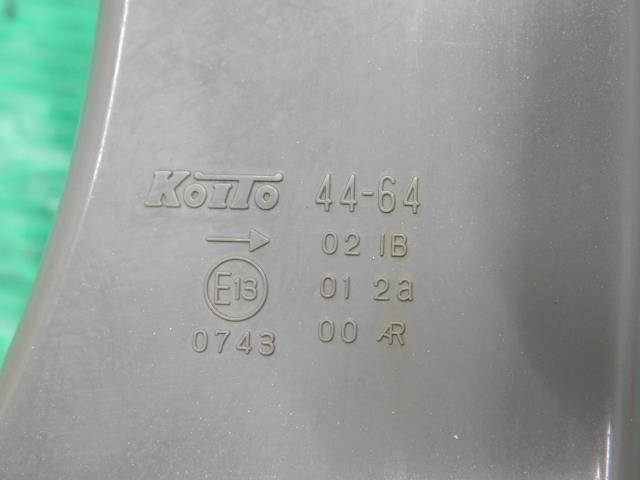 KOITO 44-64
→ 02 IB
E13 01 2a
0743 00 AR